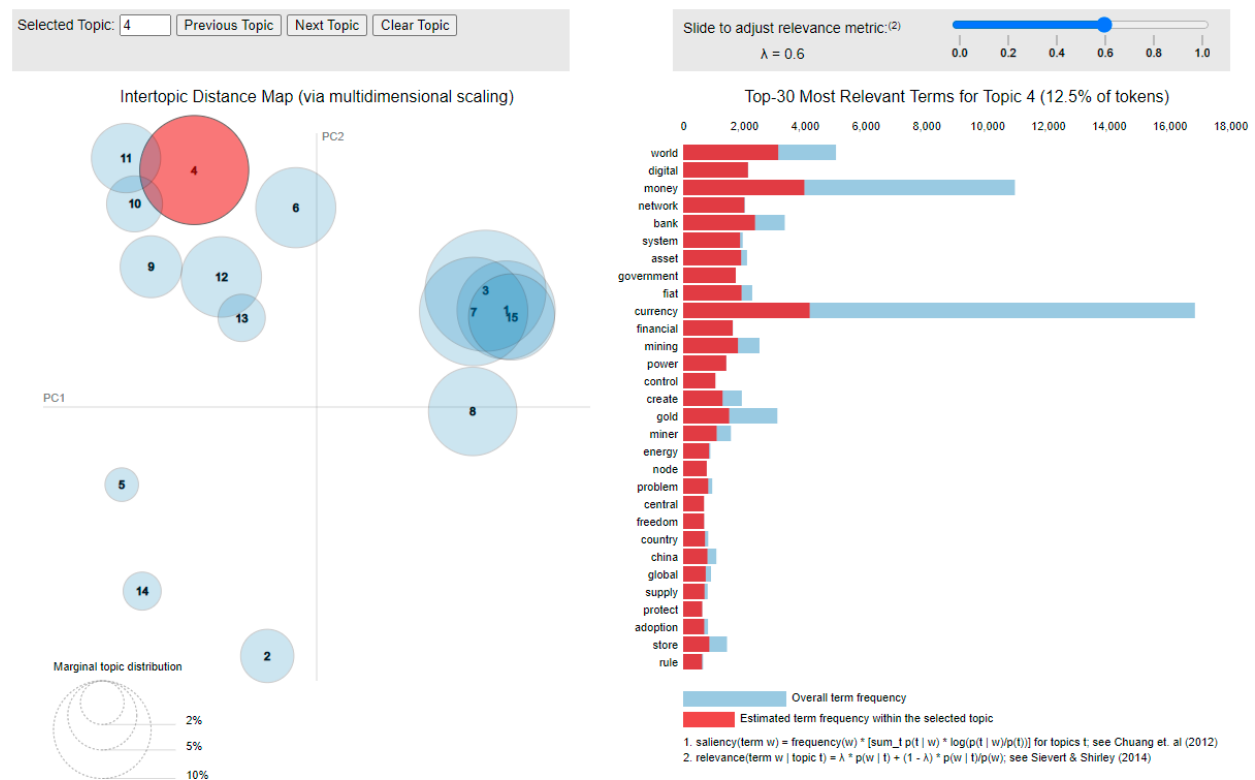 Selected Topic: 4 Previous Topic Next Topic Clear Topic
Slide to adjust relevance metric:(2)
λ = 0.6
0.0 0.2 0.4 0.6 0.8 1.0
Intertopic Distance Map (via multidimensional scaling)
PC2
PC1
11
4
10
6
9
12
13
3
7
1
15
8
5
14
2
Marginal topic distribution
2%
5%
10%
Top-30 Most Relevant Terms for Topic 4 (12.5% of tokens)
0 2,000 4,000 6,000 8,000 10,000 12,000 14,000 16,000 18,000
world
digital
money
network
bank
system
asset
government
fiat
currency
financial
mining
power
control
create
gold
miner
energy
node
problem
central
freedom
country
china
global
supply
protect
adoption
store
rule
Overall term frequency
Estimated term frequency within the selected topic
1. saliency(term w) = frequency(w) * [sum_t p(t | w) * log(p(t | w)/p(t))] for topics t; see Chuang et. al (2012)
2. relevance(term w | topic t) = λ * p(w | t) + (1 - λ) * p(w | t)/p(w); see Sievert & Shirley (2014)